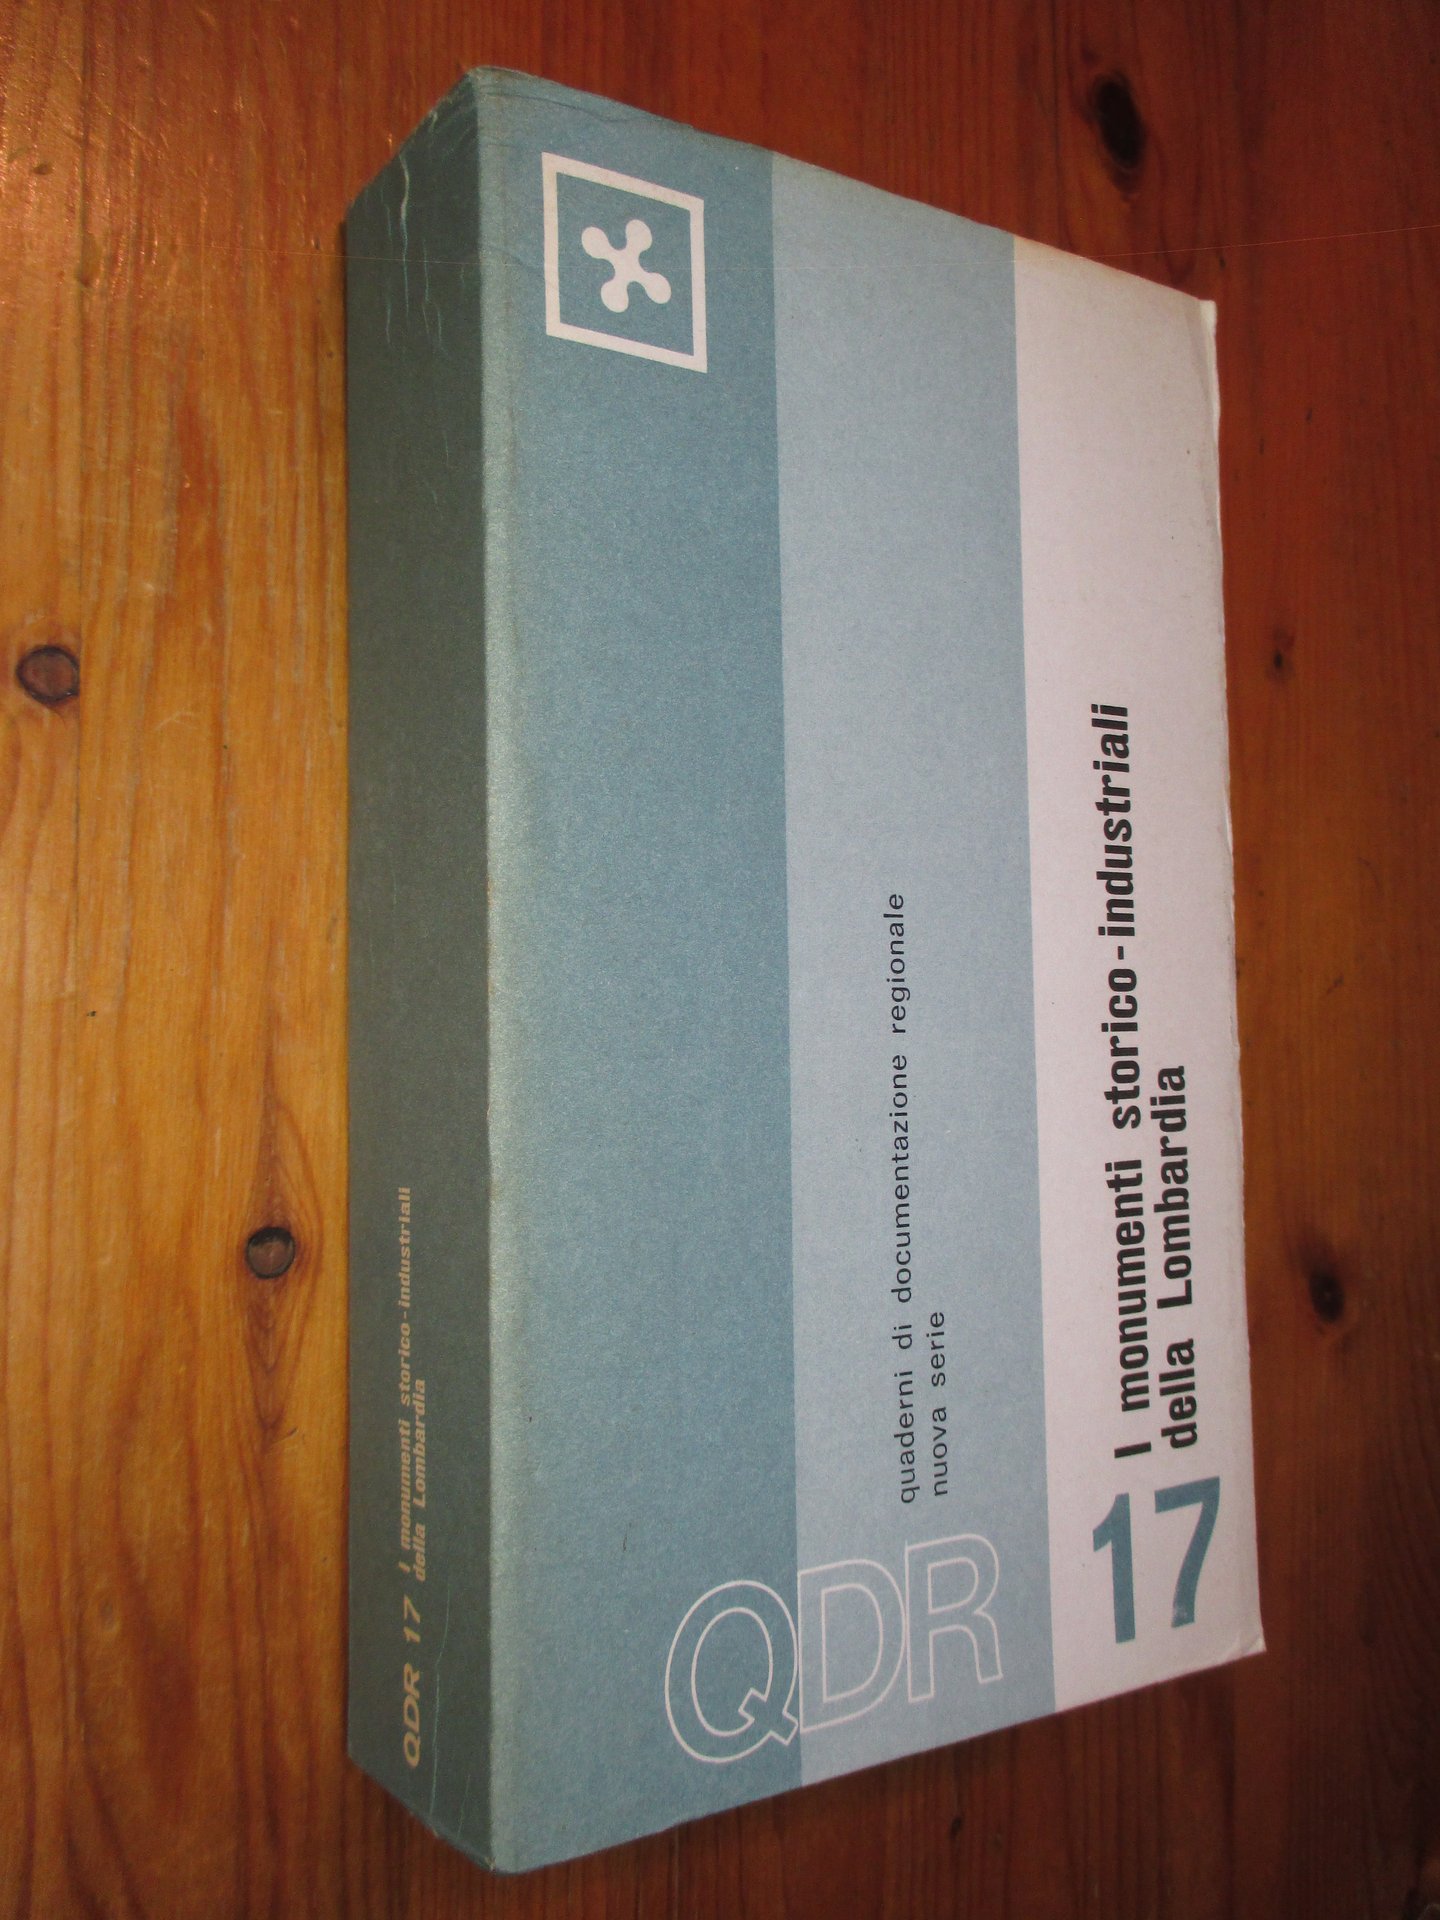 QDR 17 I monumenti storico-industriali
della Lombardia
QDR
quaderni di documentazione regionale
nuova serie
17
I monumenti storico-industriali
della Lombardia